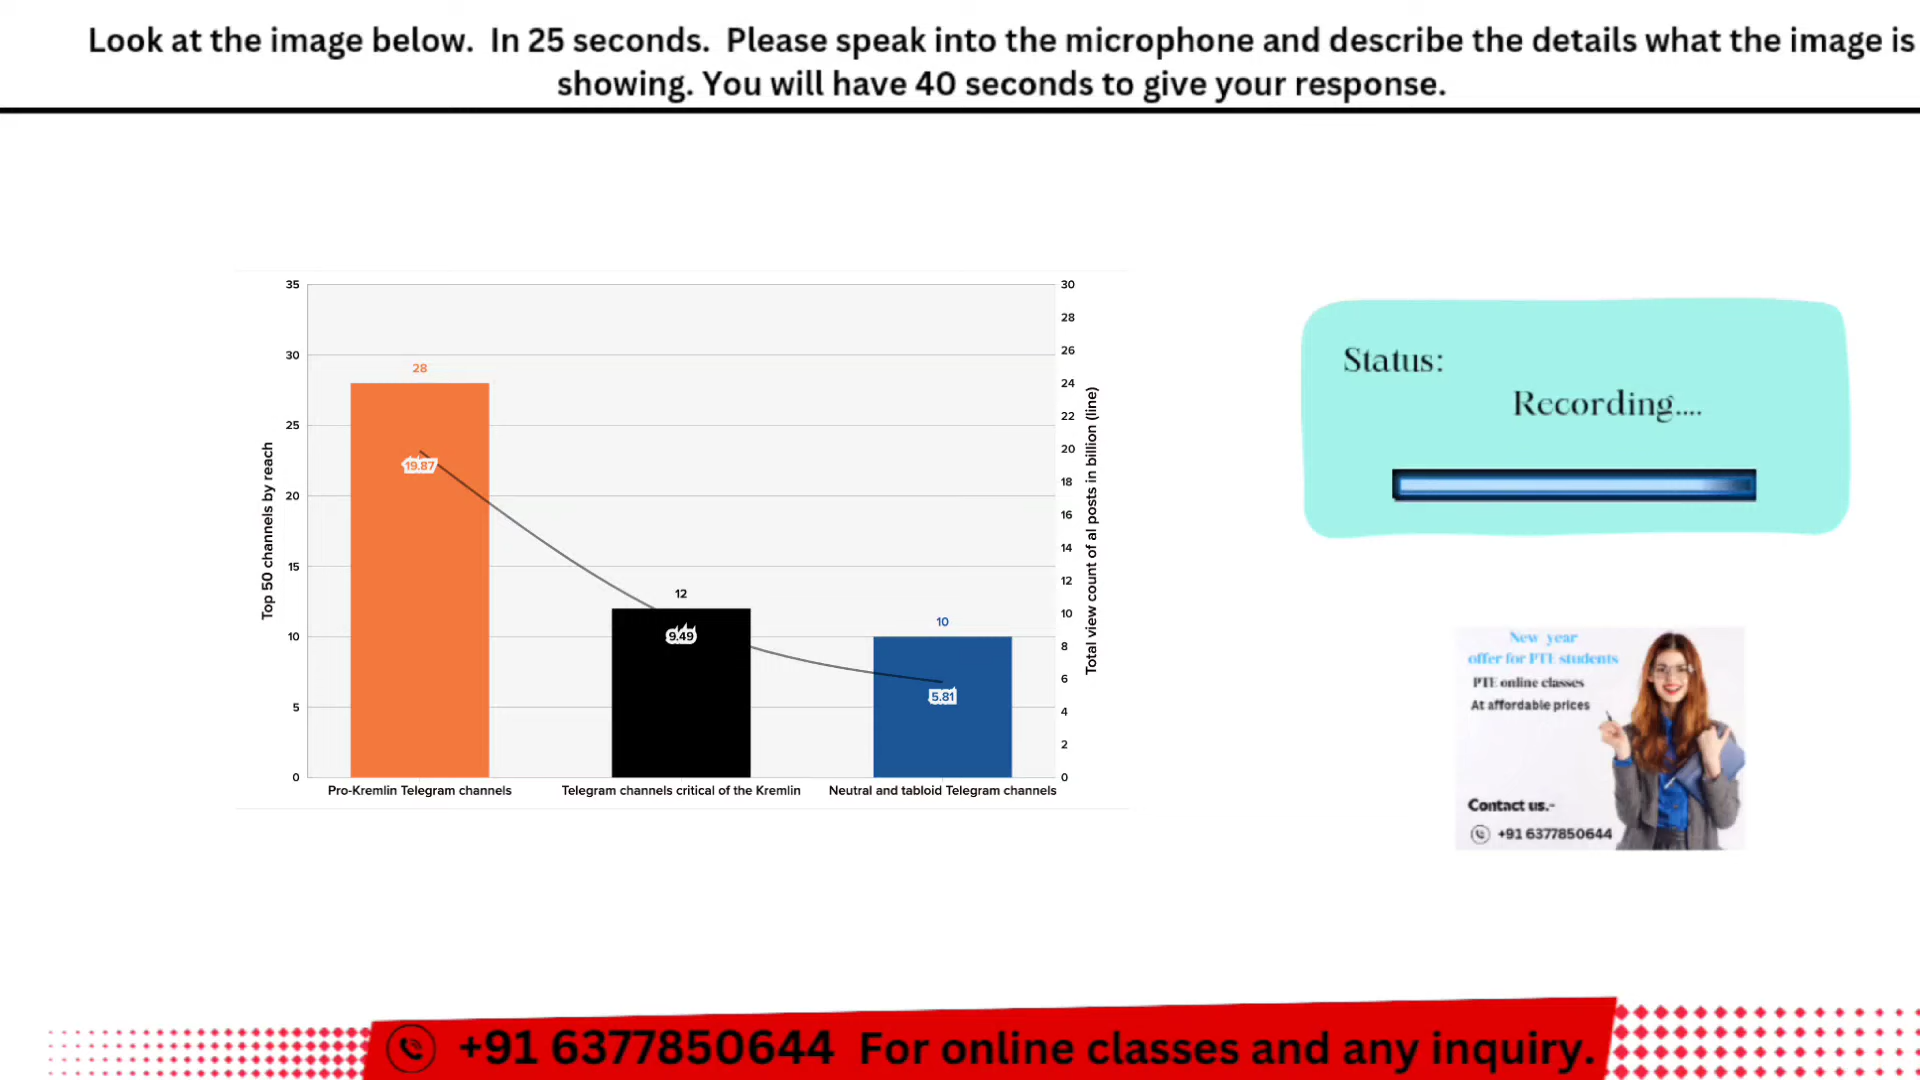 Look at the image below. In 25 seconds. Please speak into the microphone and describe the details what the image is
showing. You will have 40 seconds to give your response.
Top 50 channels by reach
35
30
25
20
15
10
5
0
28
19.87
12
9.49
10
5.81
30
28
26
24
22
20
18
16
14
12
10
8
6
4
2
0
Total view count of al posts in billion (line)
Pro-Kremlin Telegram channels
Telegram channels critical of the Kremlin
Neutral and tabloid Telegram channels
Status:
Recording....
New year
offer for PTE students
PTE online classes
At affordable prices
Contact us.-
+91 6377850644
+91 6377850644 For online classes and any inquiry.